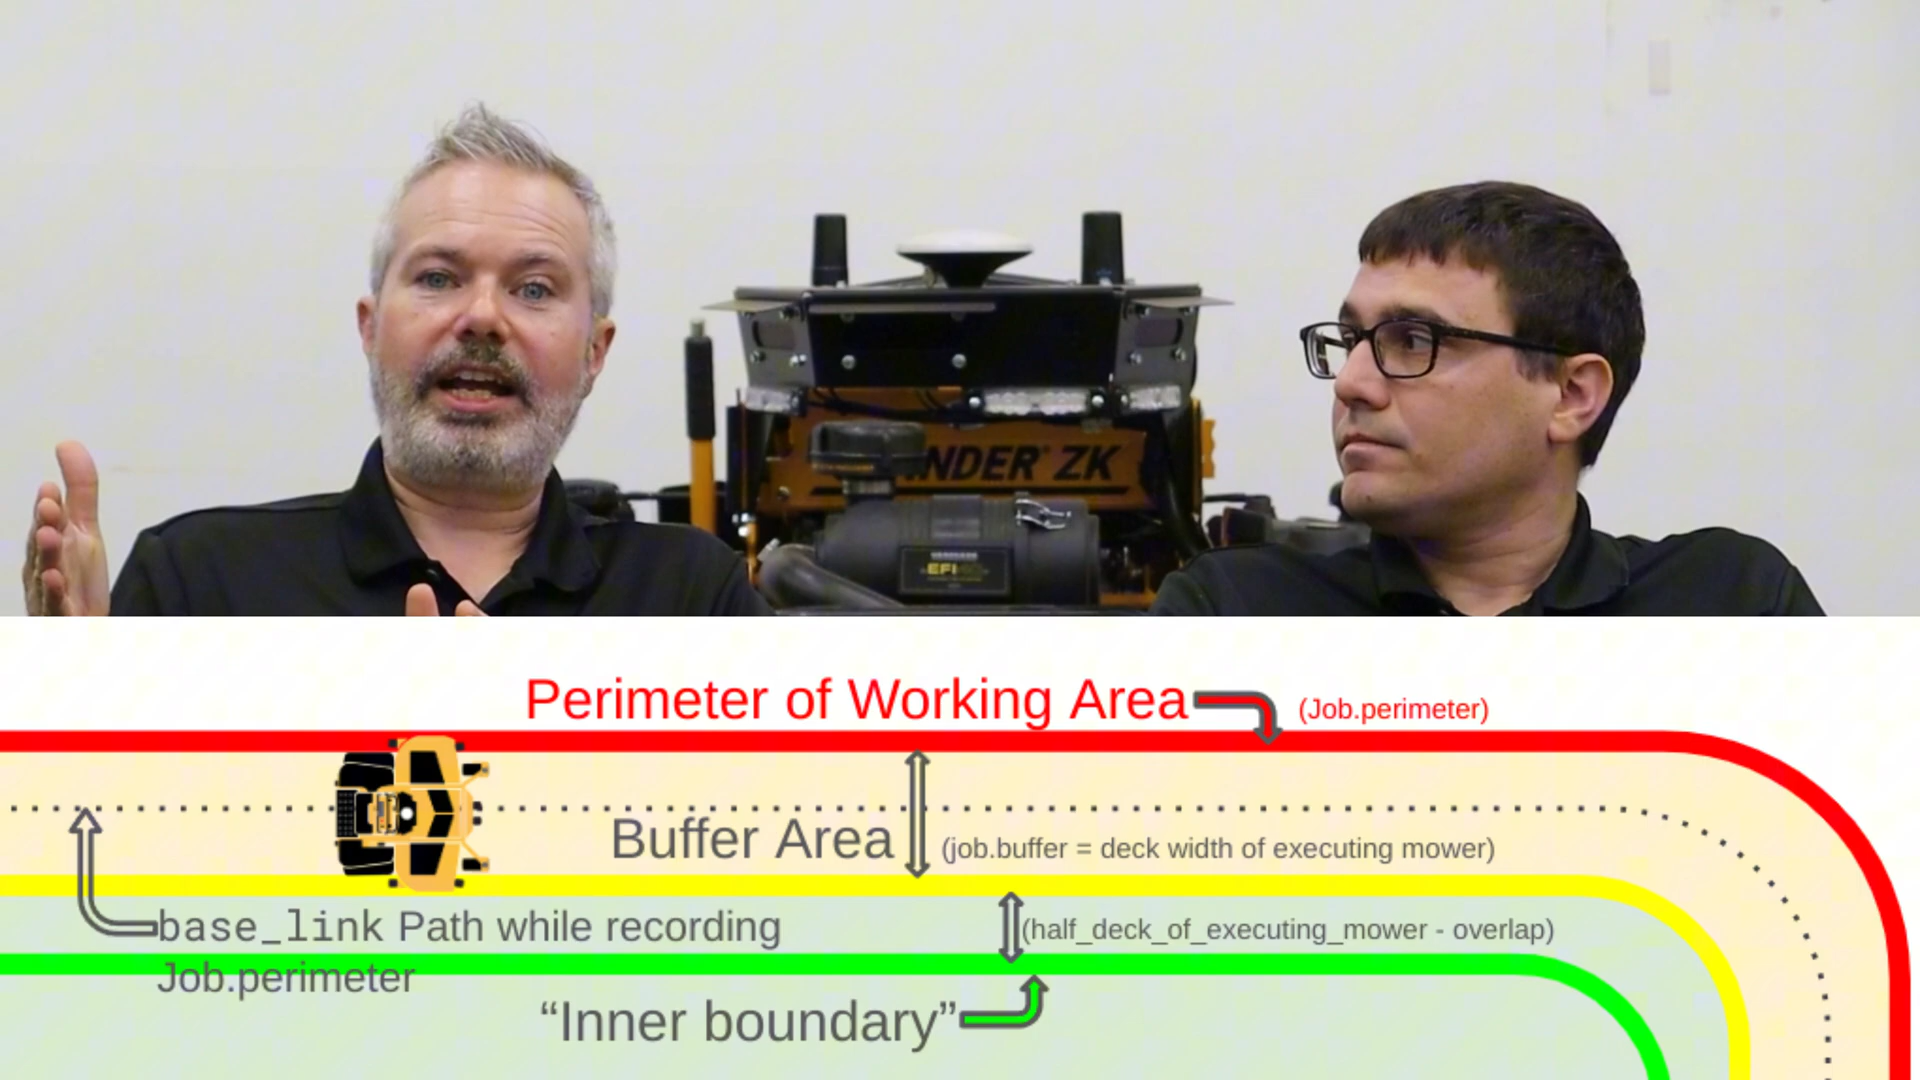 NDER ZK
EFI
Perimeter of Working Area
(Job.perimeter)
Buffer Area
(job.buffer = deck width of executing mower)
base_link Path while recording
Job.perimeter
(half_deck_of_executing_mower - overlap)
“Inner boundary”